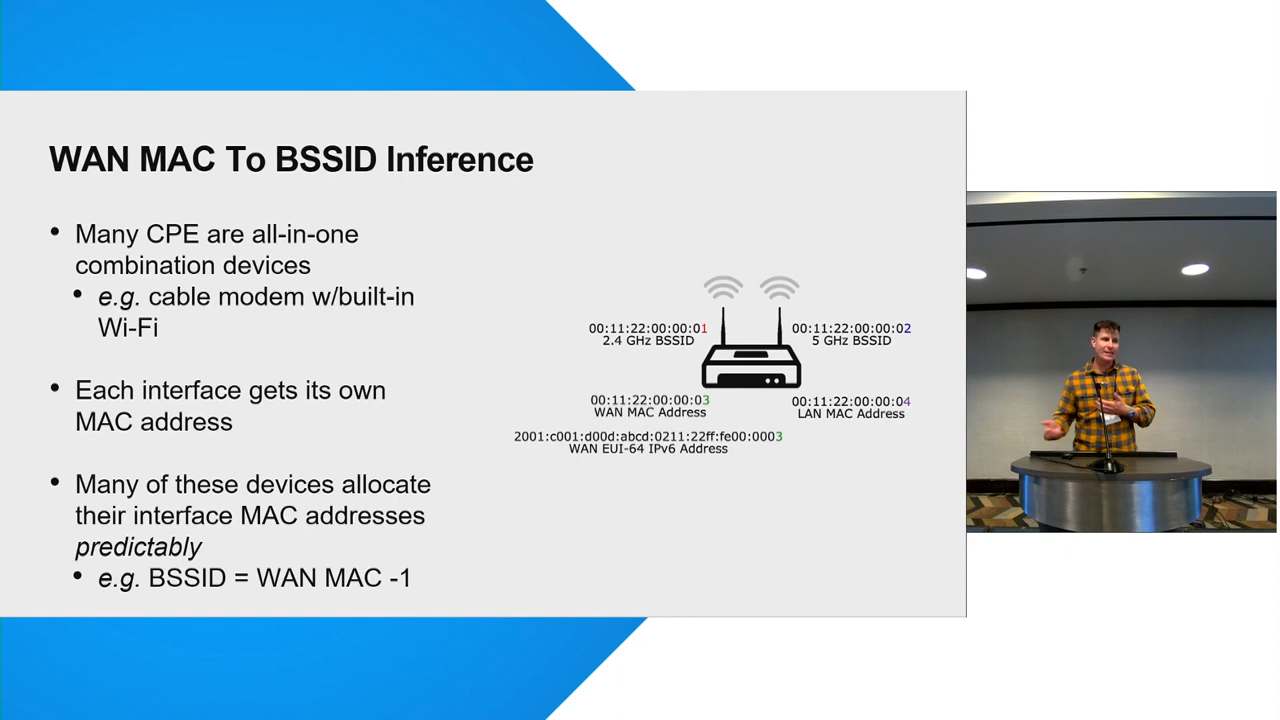 WAN MAC To BSSID Inference
• Many CPE are all-in-one
combination devices
• e.g. cable modem w/built-in
Wi-Fi
• Each interface gets its own
MAC address
• Many of these devices allocate
their interface MAC addresses
predictably
• e.g. BSSID = WAN MAC -1
00:11:22:00:00:01
2.4 GHz BSSID
00:11:22:00:00:02
5 GHz BSSID
00:11:22:00:00:03
WAN MAC Address
00:11:22:00:00:04
LAN MAC Address
2001:c001:d00d:abcd:0211:22ff:fe00:0003
WAN EUI-64 IPv6 Address